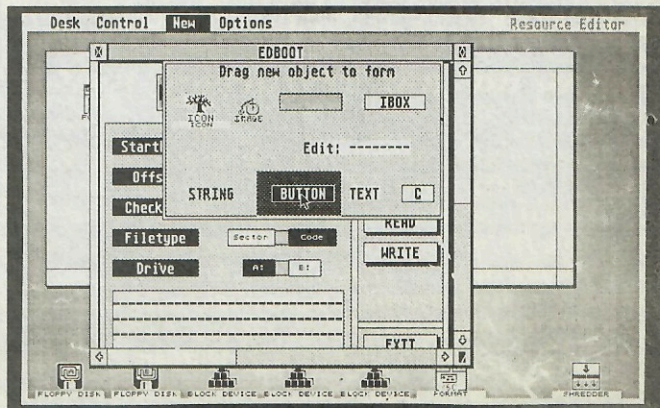 Desk Control New Options Resource Editor
EDBOOT
Drag new object to form
ICON
ICON
IMAGE
IBOX
Edit: --------
STRING BUTTON TEXT C
Start
Offs
Check
Filetype Sector Code
Drive A: B:
READ
WRITE
EXIT
FLOPPY DISK FLOPPY DISK BLOCK DEVICE BLOCK DEVICE BLOCK DEVICE FORMAT SHREDDER